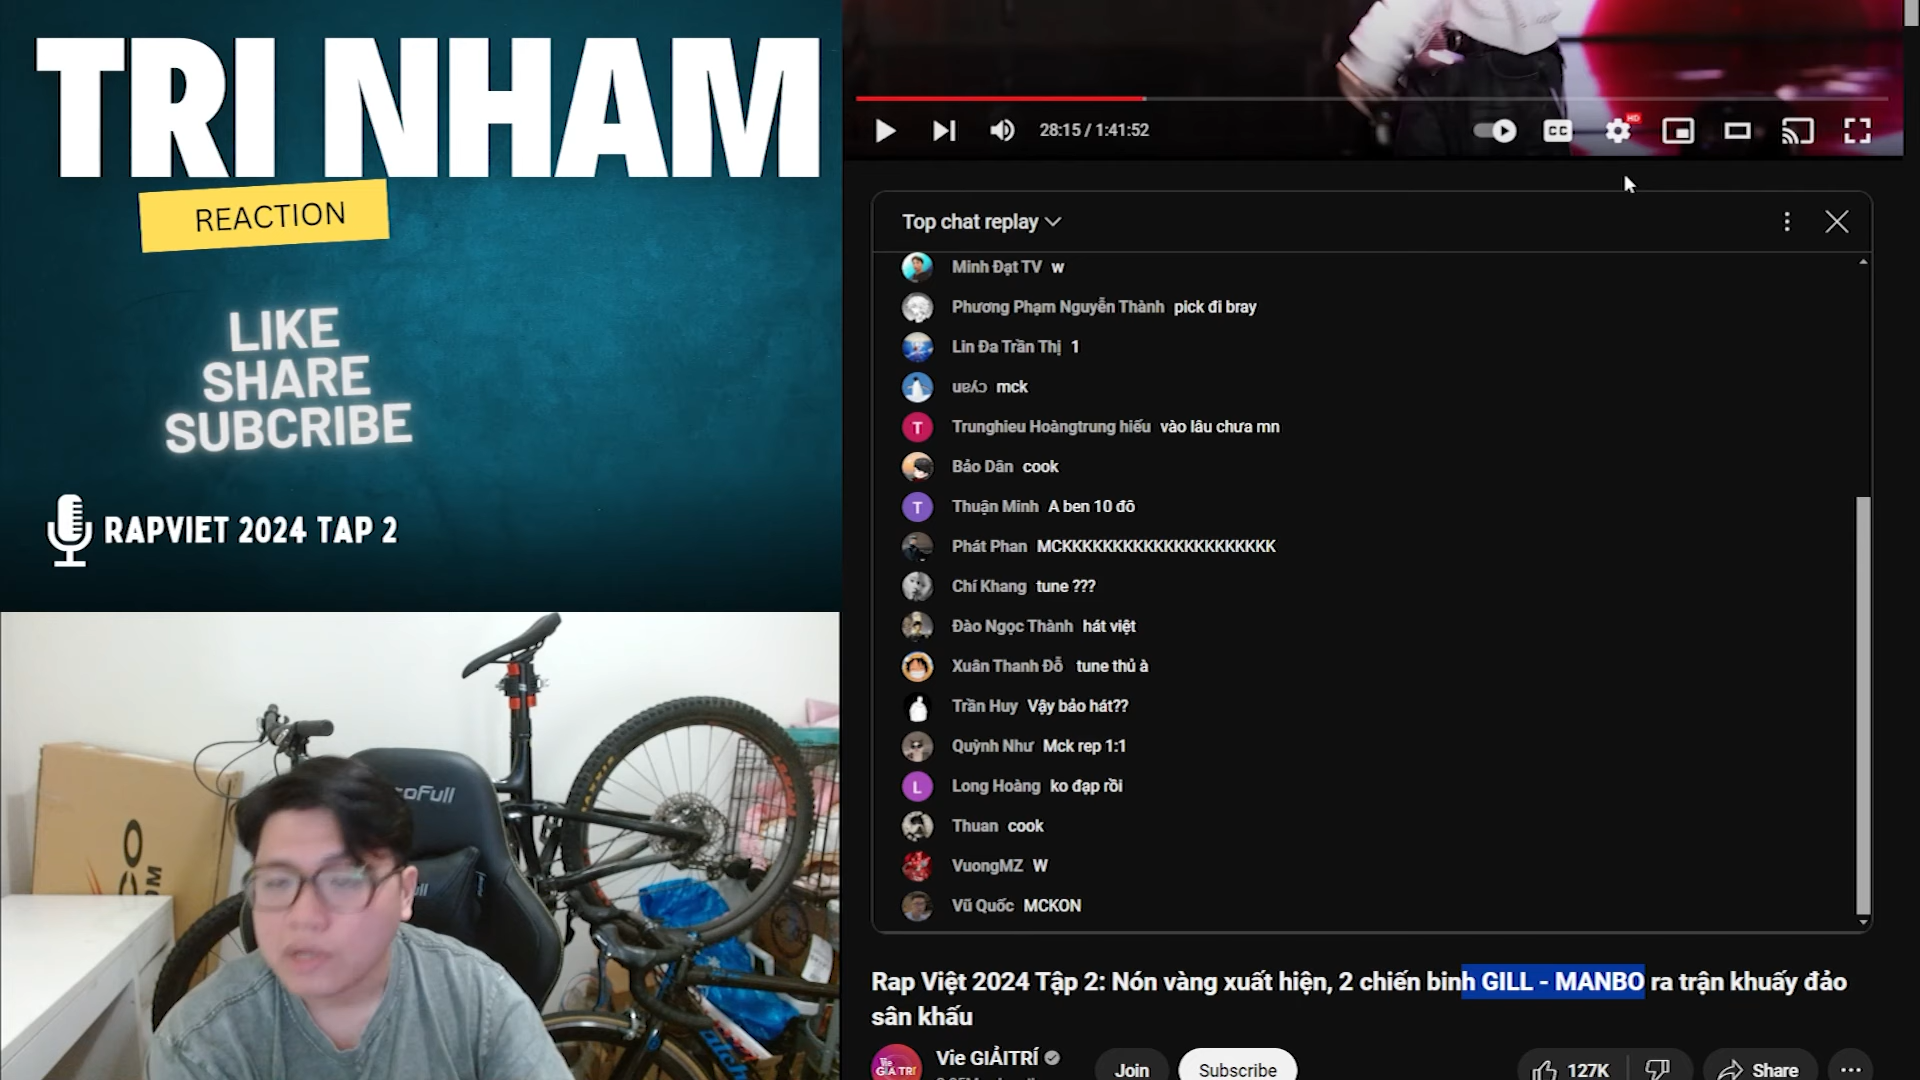 TRI NHAM
REACTION
LIKE
SHARE
SUBCRIBE
RAPVIET 2024 TAP 2
28:15 / 1:41:52
CC
HD
Top chat replay
Minh Đạt TV w
Phương Phạm Nguyễn Thành pick đi bray
Lin Đa Trần Thị 1
mck
T Trunghieu Hoàngtrung hiếu vào lâu chưa mn
Bảo Dân cook
T Thuận Minh A ben 10 đô
Phát Phan MCKKKKKKKKKKKKKKKKKKKKK
Chí Khang tune ???
Đào Ngọc Thành hát việt
Xuân Thanh Đỗ tune thủ à
Trần Huy Vậy bảo hát??
Quỳnh Như Mck rep 1:1
L Long Hoàng ko đạp rồi
Thuan cook
VuongMZ W
Vũ Quốc MCKON
Rap Việt 2024 Tập 2: Nón vàng xuất hiện, 2 chiến binh GILL - MANBO ra trận khuấy đảo
sân khấu
Vie GIẢITRÍ
Join
Subscribe
127K
Share
MAXXIS